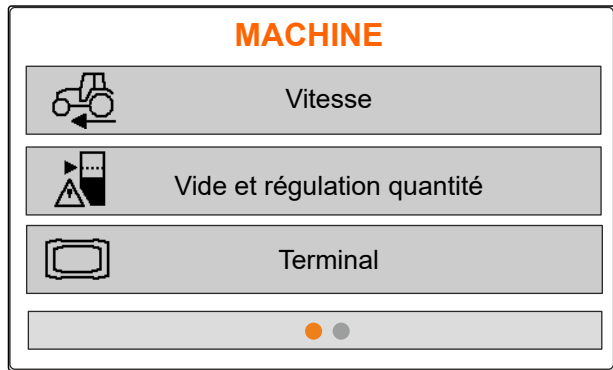 MACHINE
Vitesse
Vide et régulation quantité
Terminal